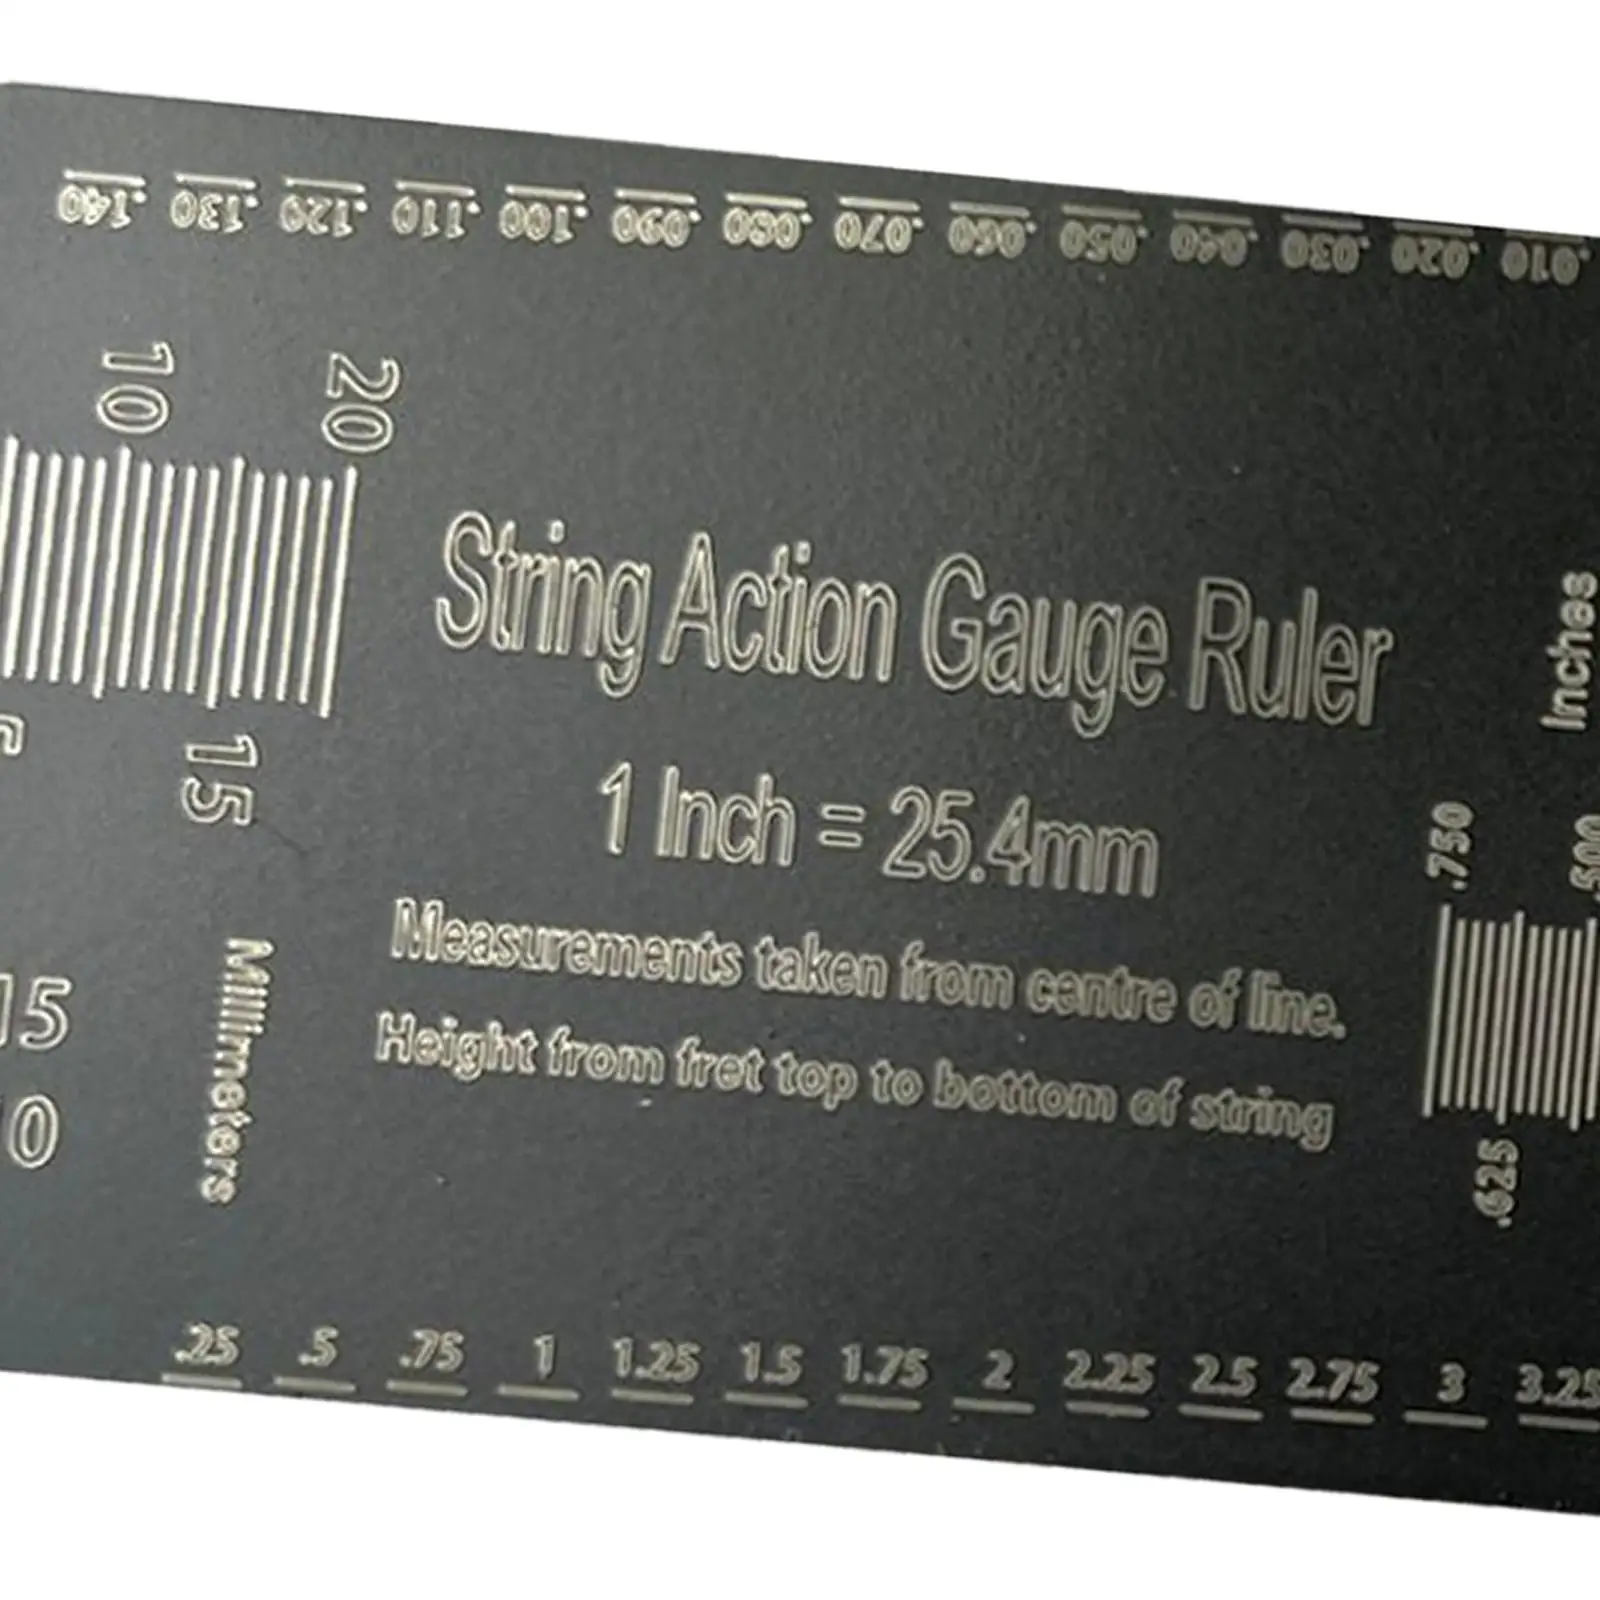 .140 .130 .120 .110 .100 .090 .080 .070 .060 .050 .040 .030 .020 .010
10
20
15
Millimeters
15
0
String Action Gauge Ruler
1 Inch = 25.4mm
Measurements taken from centre of line.
Height from fret top to bottom of string
Inches
.750
.500
.625
.25 .5 .75 1 1.25 1.5 1.75 2 2.25 2.5 2.75 3 3.25